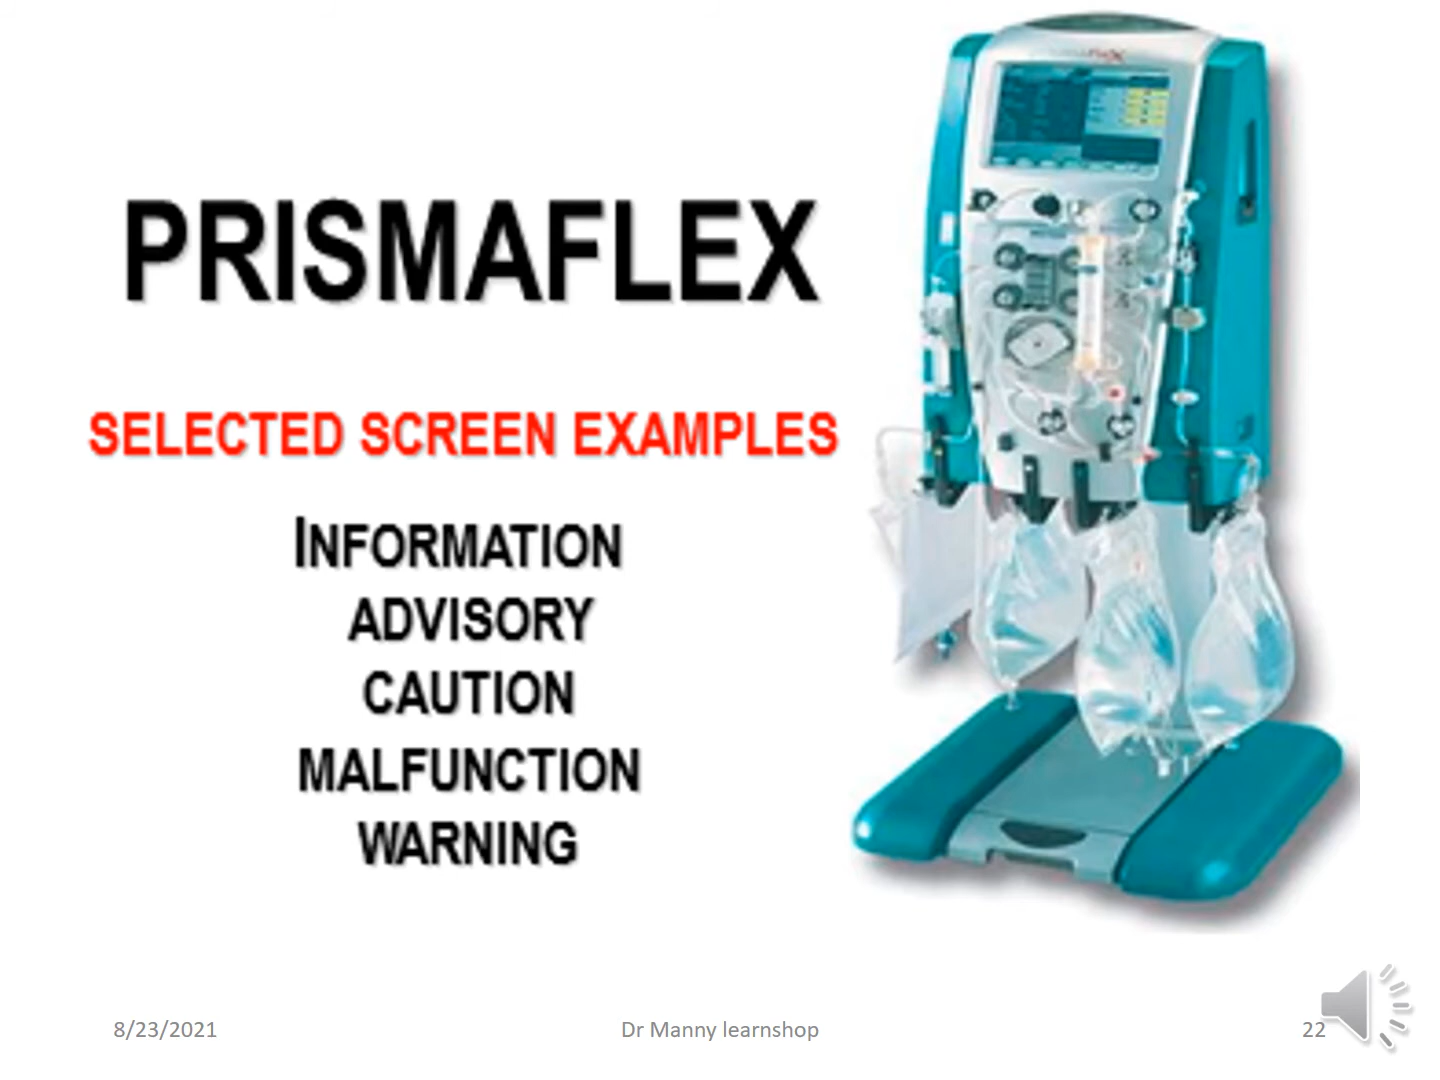 PRISMAFLEX
SELECTED SCREEN EXAMPLES
INFORMATION
ADVISORY
CAUTION
MALFUNCTION
WARNING
8/23/2021
Dr Manny learnshop
22